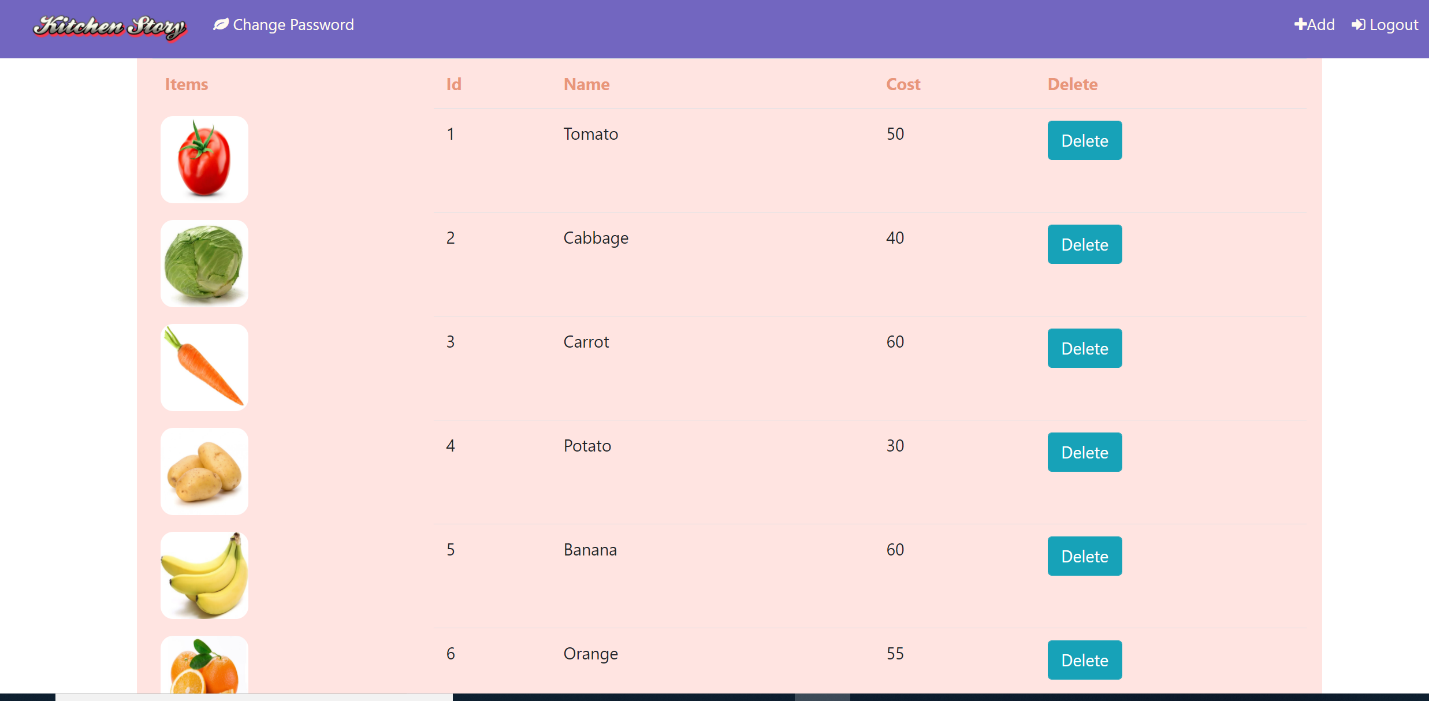 Kitchen Story Change Password Add Logout
Items Id Name Cost Delete
1 Tomato 50 Delete
2 Cabbage 40 Delete
3 Carrot 60 Delete
4 Potato 30 Delete
5 Banana 60 Delete
6 Orange 55 Delete